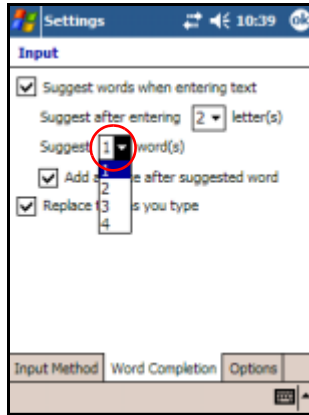 Settings 10:39 ok
Input
Suggest words when entering text
Suggest after entering 2 letter(s)
Suggest 1 word(s)
1
Add a after suggested word
2
Replace s you type
3
4
Input Method Word Completion Options